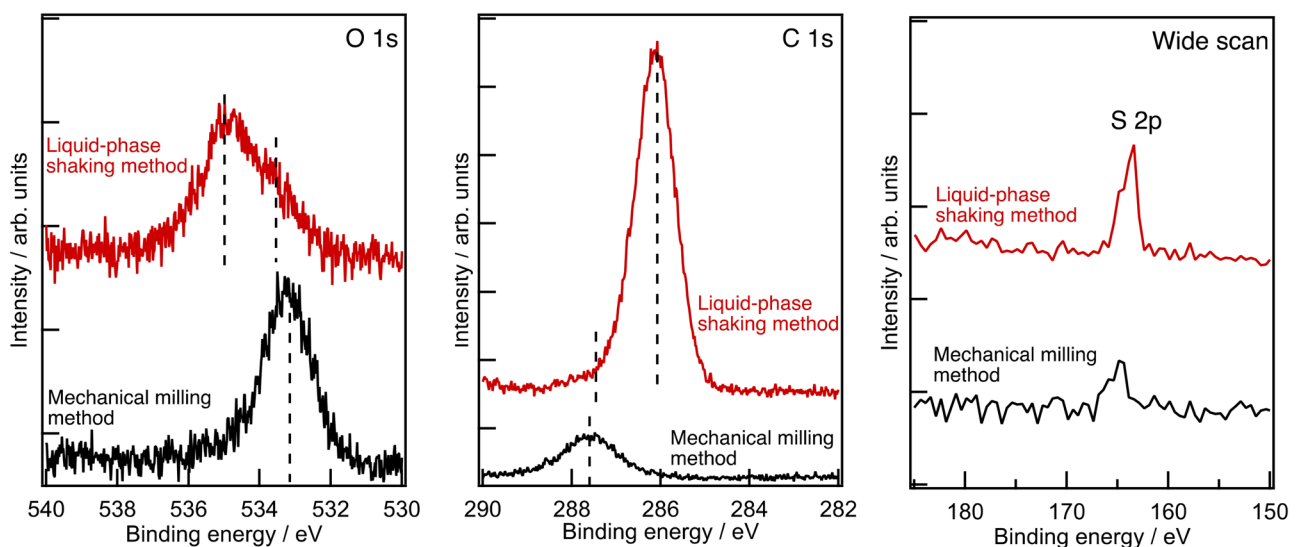 O 1s
Liquid-phase
shaking method
Mechanical milling
method
Intensity / arb. units
540
538
536
534
532
530
Binding energy / eV
C 1s
Liquid-phase
shaking method
Mechanical milling
method
Intensity / arb. units
290
288
286
284
282
Binding energy / eV
Wide scan
S 2p
Liquid-phase
shaking method
Mechanical milling
method
Intensity / arb. units
180
170
160
150
Binding energy / eV